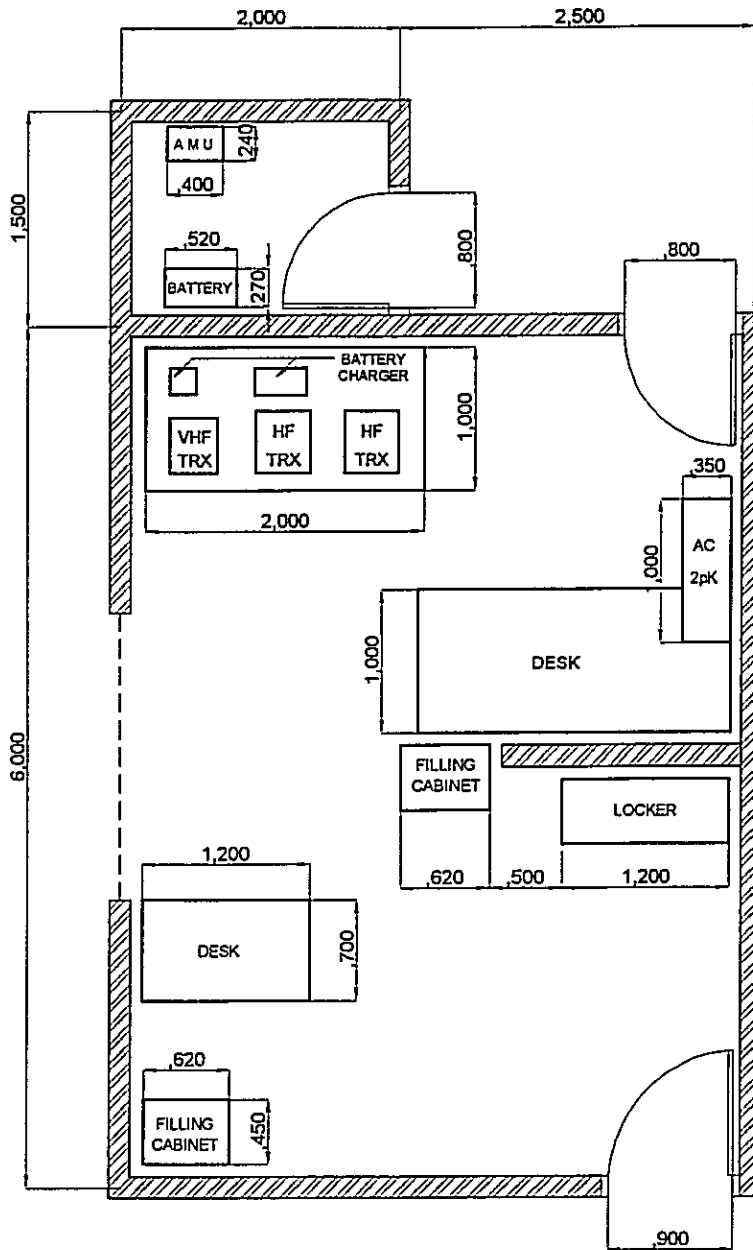 2,000
2,500
1,500
A M U
,240
,400
,520
BATTERY
,270
,800
,800
BATTERY
CHARGER
VHF
TRX
HF
TRX
HF
TRX
1,000
2,000
,350
AC
2pK
,000
1,000
DESK
6,000
FILLING
CABINET
LOCKER
,620
,500
1,200
1,200
DESK
,700
,620
FILLING
CABINET
,450
,900